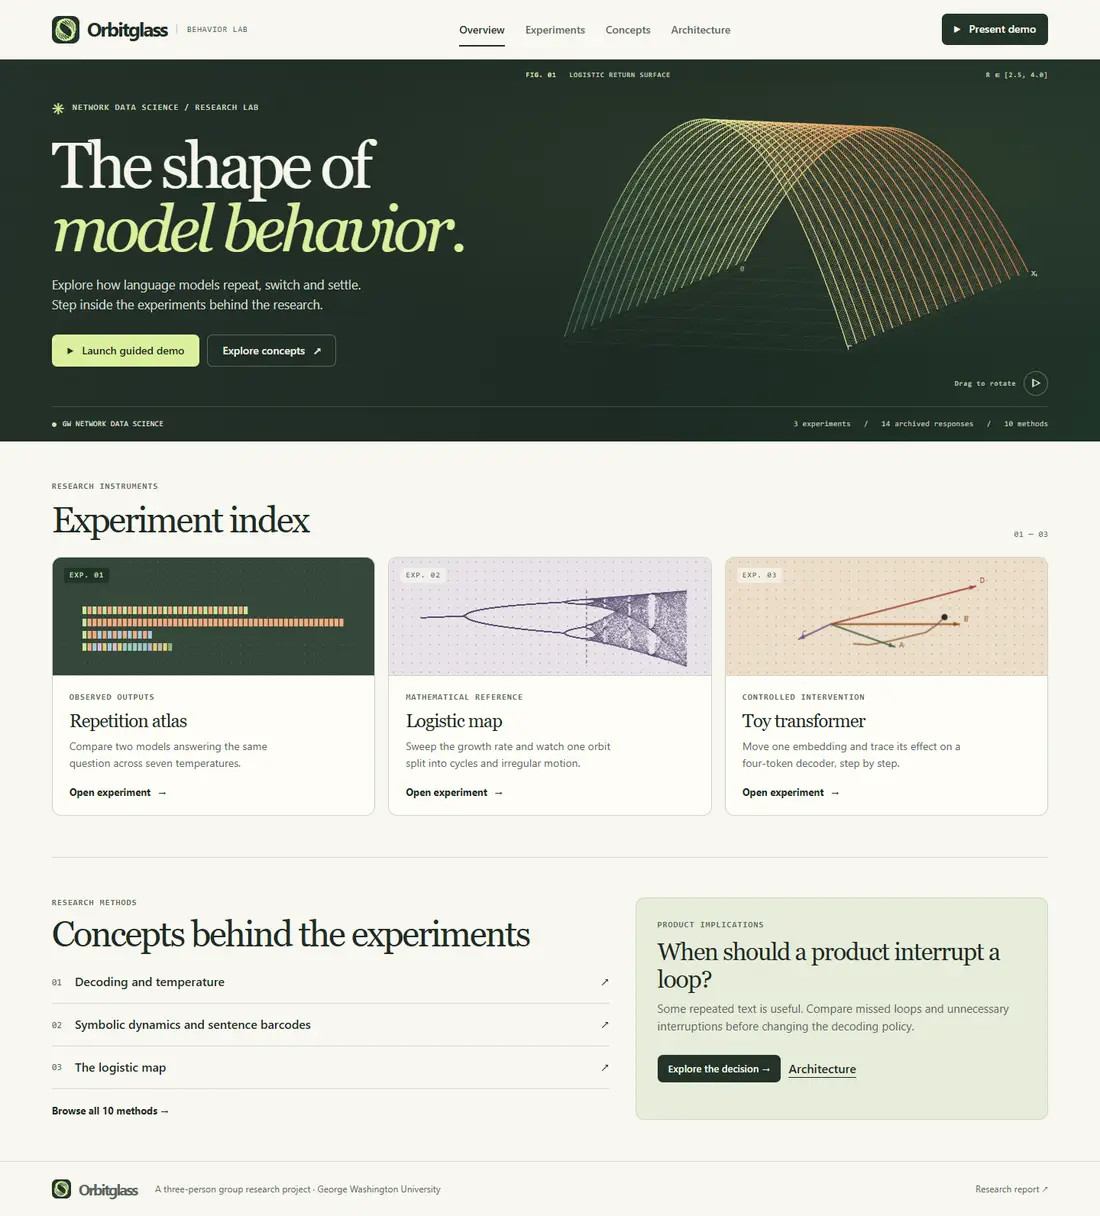 Orbitglass
BEHAVIOR LAB
Overview
Experiments
Concepts
Architecture
Present demo
FIG. 01 LOGISTIC RETURN SURFACE
R ∈ [2.5, 4.0]
NETWORK DATA SCIENCE / RESEARCH LAB
The shape of
model behavior.
Explore how language models repeat, switch and settle.
Step inside the experiments behind the research.
Launch guided demo
Explore concepts ↗
0
Drag to rotate
GW NETWORK DATA SCIENCE
3 experiments / 14 archived responses / 10 methods
RESEARCH INSTRUMENTS
Experiment index
01 — 03
EXP. 01
OBSERVED OUTPUTS
Repetition atlas
Compare two models answering the same
question across seven temperatures.
Open experiment →
EXP. 02
MATHEMATICAL REFERENCE
Logistic map
Sweep the growth rate and watch one orbit
split into cycles and irregular motion.
Open experiment →
EXP. 03
D
B
C
A
CONTROLLED INTERVENTION
Toy transformer
Move one embedding and trace its effect on a
four-token decoder, step by step.
Open experiment →
RESEARCH METHODS
Concepts behind the experiments
01 Decoding and temperature ↗
02 Symbolic dynamics and sentence barcodes ↗
03 The logistic map ↗
Browse all 10 methods →
PRODUCT IMPLICATIONS
When should a product interrupt a
loop?
Some repeated text is useful. Compare missed loops and unnecessary
interruptions before changing the decoding policy.
Explore the decision →
Architecture
Orbitglass
A three-person group research project · George Washington University
Research report ↗